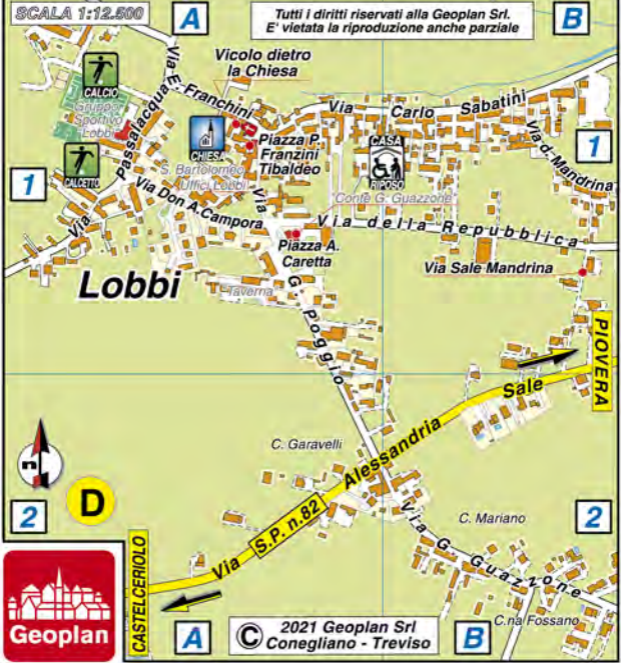 SCALA 1:12.500
A
Tutti i diritti riservati alla Geoplan Srl.
E' vietata la riproduzione anche parziale
B
Vicolo dietro
la Chiesa
Via E. Franchini
CALCIO
Gruppo
Sportivo
Lobbi
Via Passalacqua
Via Carlo Sabatini
CHIESA
Piazza P.
Franzini
Tibaldeo
CASA
RIPOSO
1
Via d. Mandrina
CALCETTO
S. Bartolomeo
Uffici Lobbi
Conte G. Guazzone
1
Via Don A.Campora
Via G. Poggio
Via della Repubblica
Piazza A.
Caretta
Via Sale Mandrina
Lobbi
Taverna
PIOVERA
Via Alessandria Sale
S.P. n.82
C. Garavelli
n
D
2
C. Mariano
2
Via G. Guazzone
CASTELCERIOLO
C.na Fossano
Geoplan
A
© 2021 Geoplan Srl
Conegliano - Treviso
B